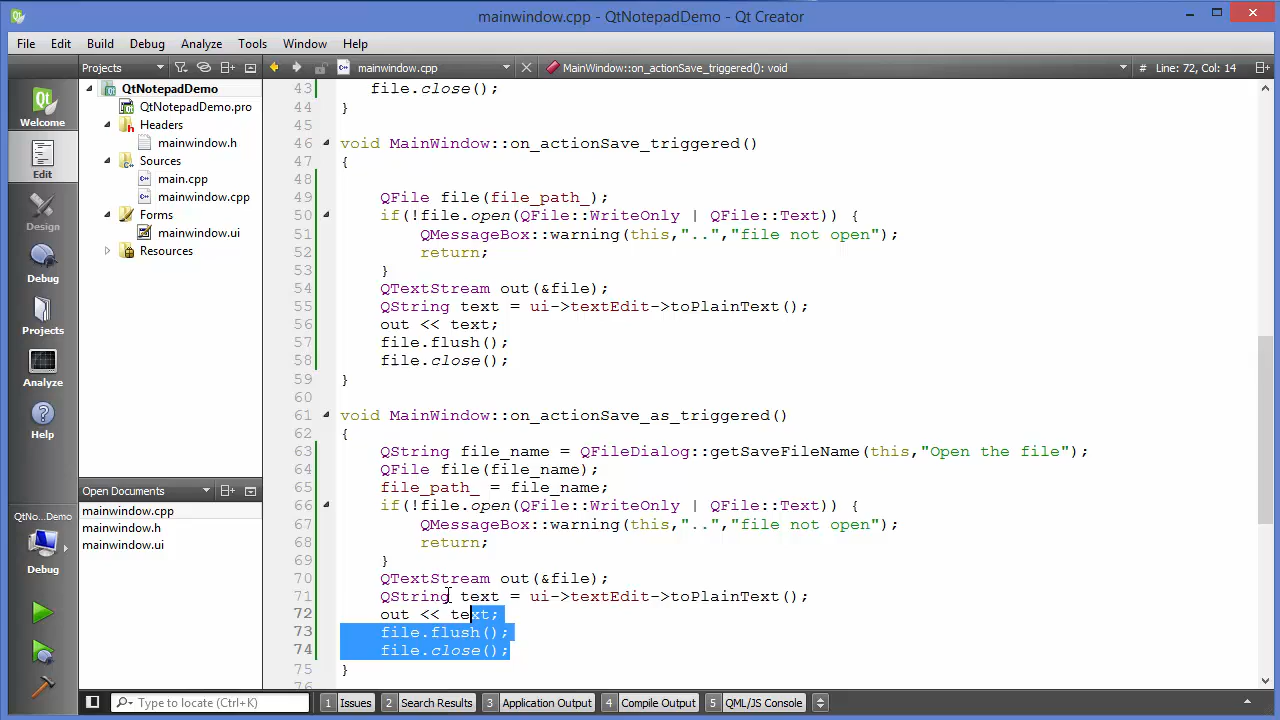 mainwindow.cpp - QtNotepadDemo - Qt Creator
File Edit Build Debug Analyze Tools Window Help
Projects mainwindow.cpp MainWindow::on_actionSave_triggered(): void # Line: 72, Col: 14
Welcome
Edit
Design
Debug
Projects
Analyze
Help
QtNo...Demo
Debug
QtNotepadDemo
QtNotepadDemo.pro
Headers
mainwindow.h
Sources
main.cpp
mainwindow.cpp
Forms
mainwindow.ui
Resources
Open Documents
mainwindow.cpp
mainwindow.h
mainwindow.ui
43 file.close();
44 }
45
46 void MainWindow::on_actionSave_triggered()
47 {
48
49 QFile file(file_path_);
50 if(!file.open(QFile::WriteOnly | QFile::Text)) {
51 QMessageBox::warning(this,"..","file not open");
52 return;
53 }
54 QTextStream out(&file);
55 QString text = ui->textEdit->toPlainText();
56 out << text;
57 file.flush();
58 file.close();
59 }
60
61 void MainWindow::on_actionSave_as_triggered()
62 {
63 QString file_name = QFileDialog::getSaveFileName(this,"Open the file");
64 QFile file(file_name);
65 file_path_ = file_name;
66 if(!file.open(QFile::WriteOnly | QFile::Text)) {
67 QMessageBox::warning(this,"..","file not open");
68 return;
69 }
70 QTextStream out(&file);
71 QString text = ui->textEdit->toPlainText();
72 out << text;
73 file.flush();
74 file.close();
75 }
76
Type to locate (Ctrl+K) 1 Issues 2 Search Results 3 Application Output 4 Compile Output 5 QML/JS Console